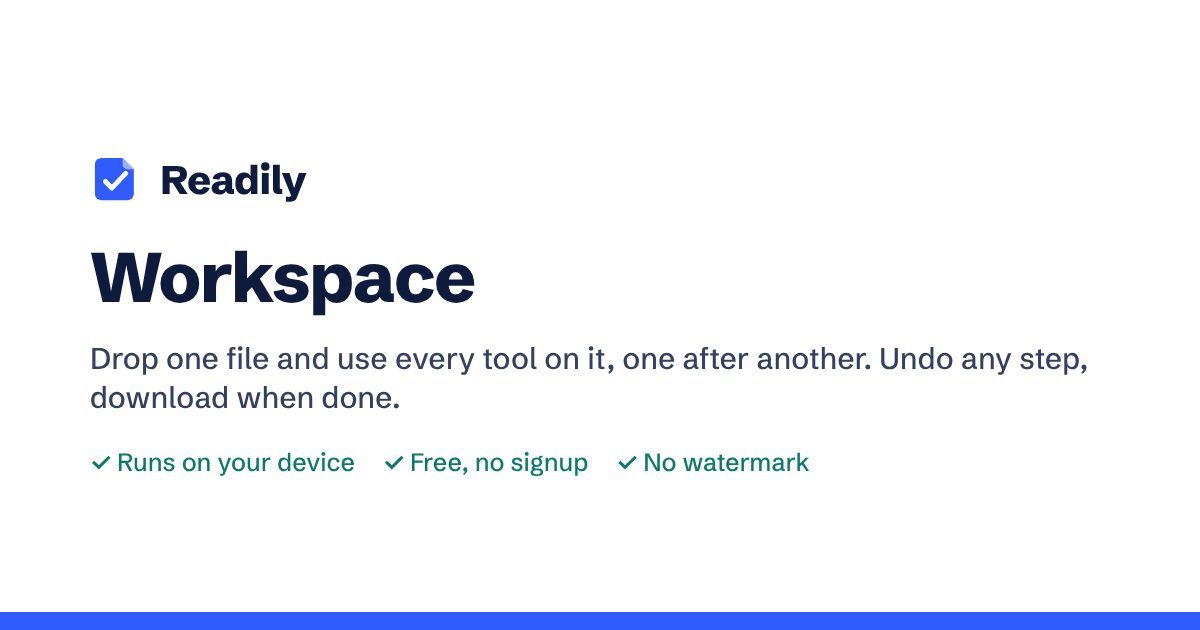 Readily
Workspace
Drop one file and use every tool on it, one after another. Undo any step,
download when done.
✓ Runs on your device ✓ Free, no signup ✓ No watermark